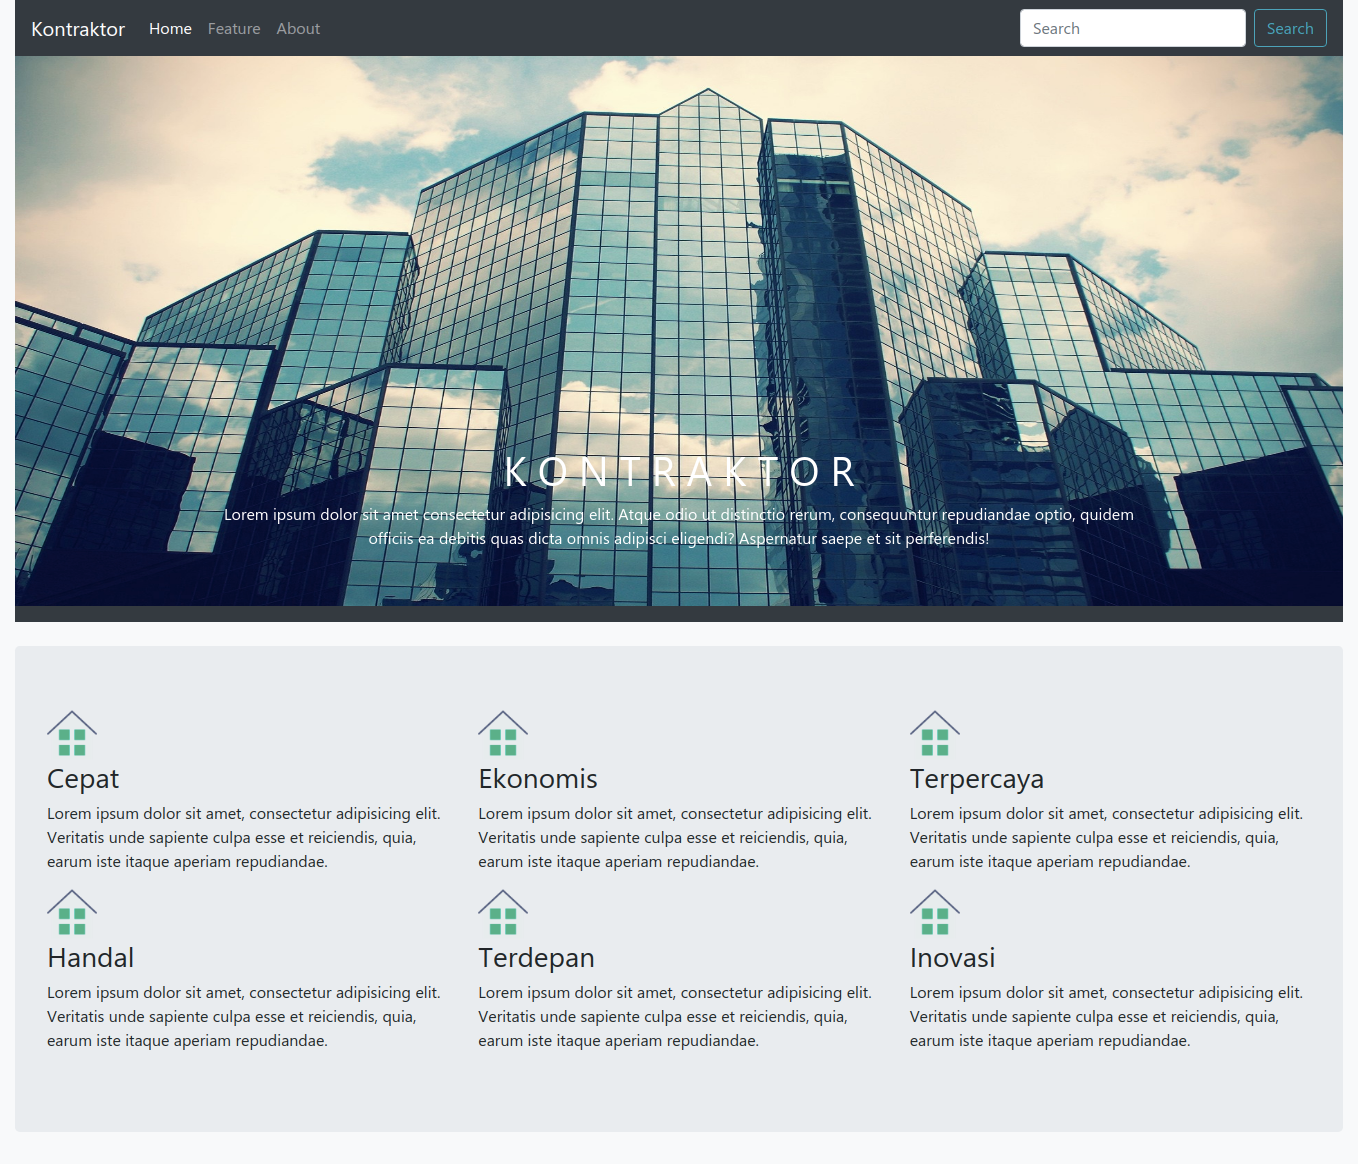 Kontraktor Home Feature About Search Search
KONTRAKTOR
Lorem ipsum dolor sit amet consectetur adipisicing elit. Atque odio ut distinctio rerum, consequuntur repudiandae optio, quidem
officiis ea debitis quas dicta omnis adipisci eligendi? Aspernatur saepe et sit perferendis!
Cepat
Lorem ipsum dolor sit amet, consectetur adipisicing elit.
Veritatis unde sapiente culpa esse et reiciendis, quia,
earum iste itaque aperiam repudiandae.
Ekonomis
Lorem ipsum dolor sit amet, consectetur adipisicing elit.
Veritatis unde sapiente culpa esse et reiciendis, quia,
earum iste itaque aperiam repudiandae.
Terpercaya
Lorem ipsum dolor sit amet, consectetur adipisicing elit.
Veritatis unde sapiente culpa esse et reiciendis, quia,
earum iste itaque aperiam repudiandae.
Handal
Lorem ipsum dolor sit amet, consectetur adipisicing elit.
Veritatis unde sapiente culpa esse et reiciendis, quia,
earum iste itaque aperiam repudiandae.
Terdepan
Lorem ipsum dolor sit amet, consectetur adipisicing elit.
Veritatis unde sapiente culpa esse et reiciendis, quia,
earum iste itaque aperiam repudiandae.
Inovasi
Lorem ipsum dolor sit amet, consectetur adipisicing elit.
Veritatis unde sapiente culpa esse et reiciendis, quia,
earum iste itaque aperiam repudiandae.